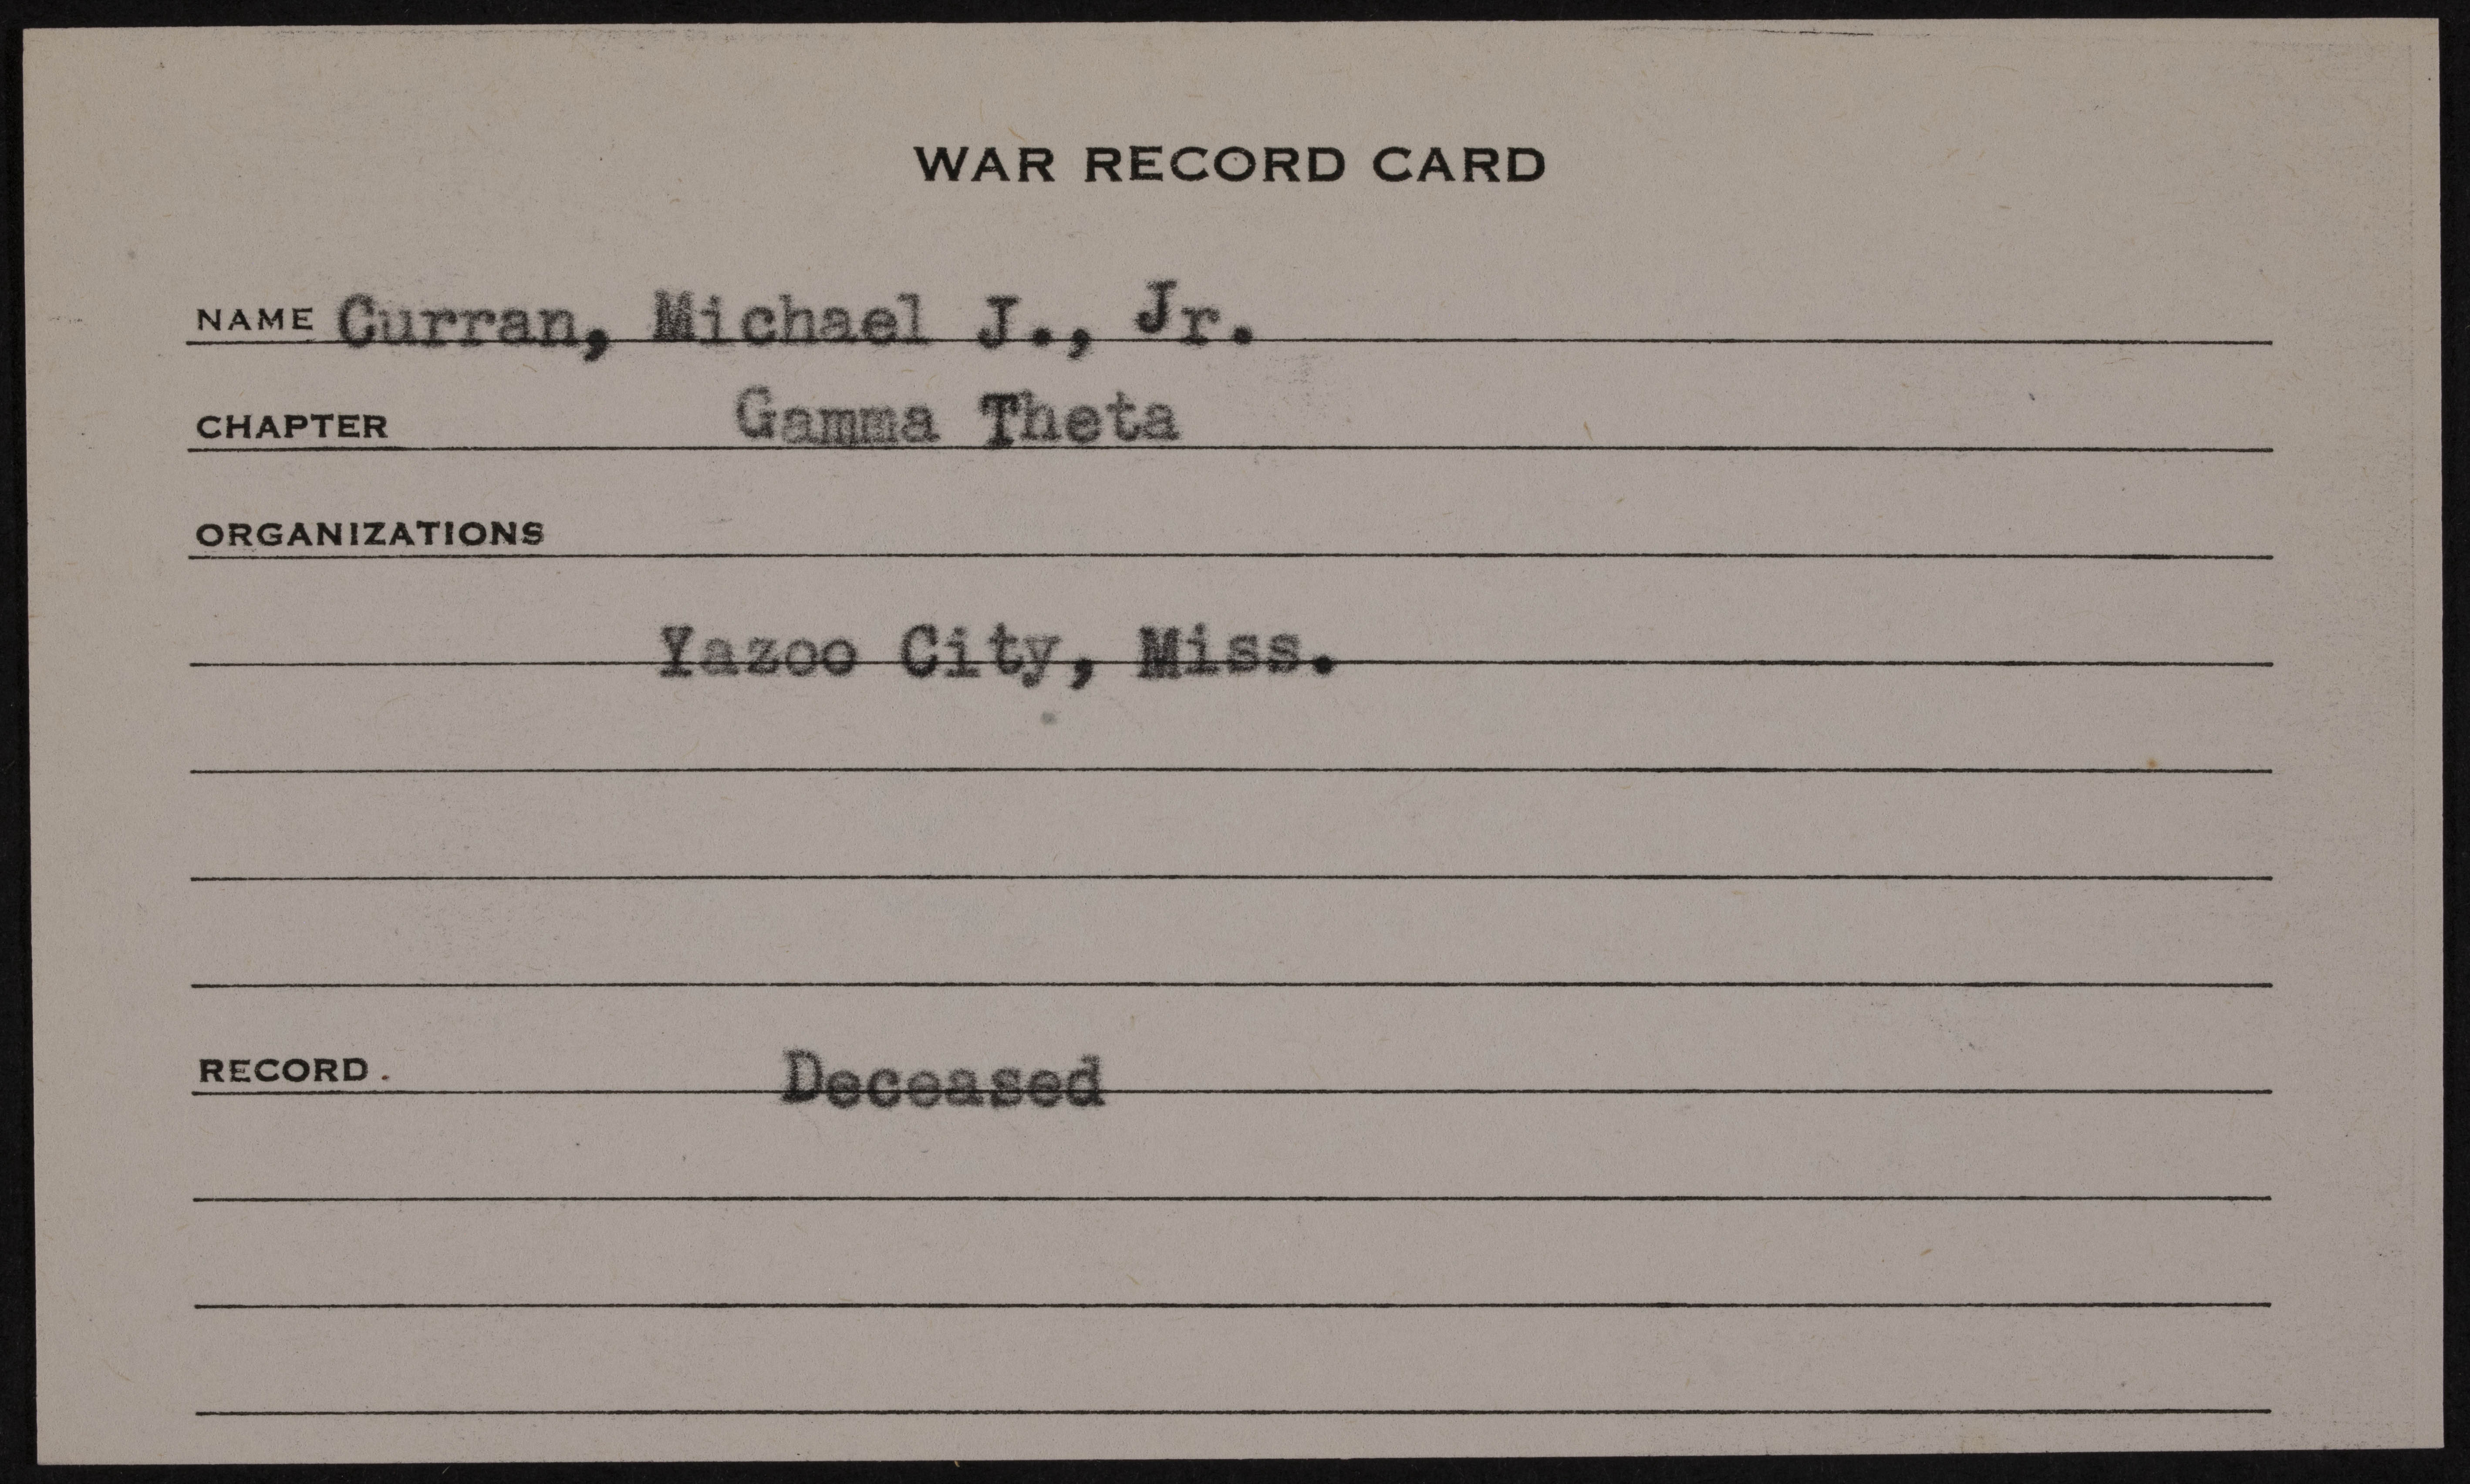 WAR RECORD CARD
NAME Curran, Michael J., Jr.
CHAPTER Gamma Theta
ORGANIZATIONS
Yazoo City, Miss.
RECORD. Deceased